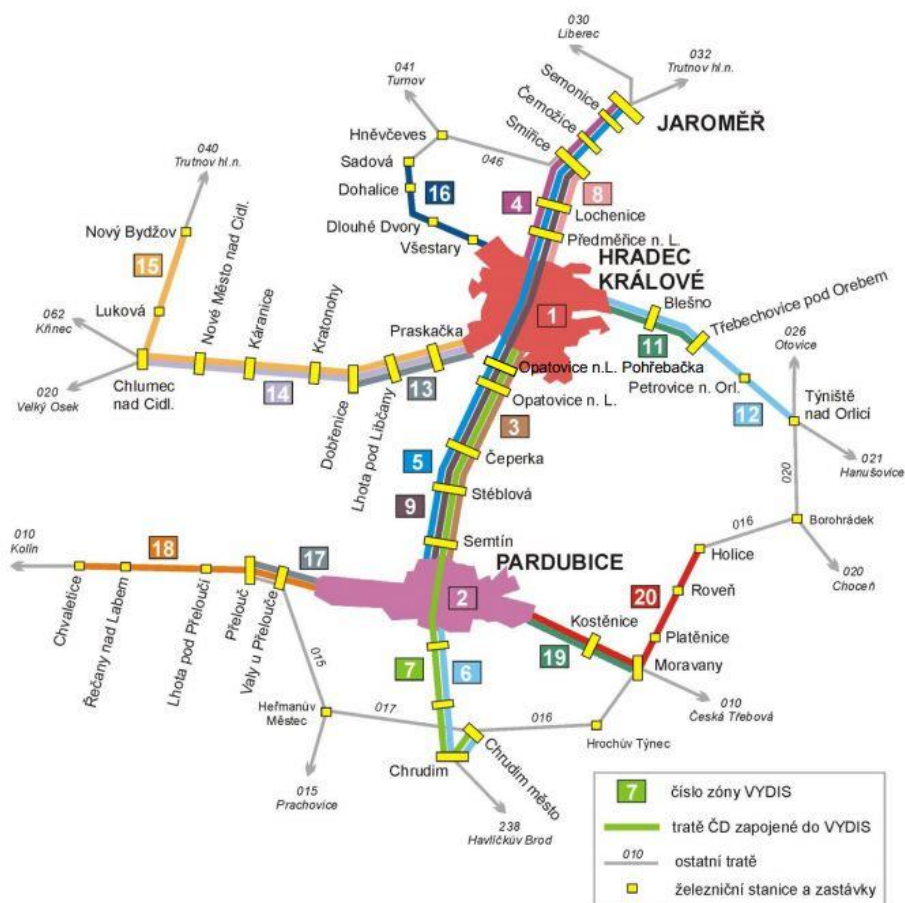 030
Liberec
032
Trutnov hl.n.
041
Turnov
Semonice
Černožice
Smiřice
JAROMĚŘ
Hněvčeves
046
Sadová
Dohalice
16
4
8
Lochenice
Dlouhé Dvory
Všestary
Předměřice n. L.
HRADEC
KRÁLOVÉ
040
Trutnov hl.n.
Nový Bydžov
15
Nové Město nad Cidl.
Káranice
Kratonohy
Luková
062
Křinec
Praskačka
1
Blešno
Třebechovice pod Orebem
11
026
Otovice
Chlumec
nad Cidl.
020
Velký Osek
14
Dobřenice
Lhota pod Libčany
13
Opatovice n.L. Pohřebačka
Opatovice n. L.
Petrovice n. Orl.
12
Týniště
nad Orlicí
3
021
Hanušovice
5
Čeperka
9
Stéblová
020
016
Borohrádek
Semtín
010
Kolín
18
17
PARDUBICE
Holice
020
Choceň
Chvaletice
Řečany nad Labem
Lhota pod Přeloučí
Přelouč
Valy u Přelouče
2
20
Roveň
Kostěnice
Platěnice
19
Moravany
015
7
6
010
Česká Třebová
Heřmanův
Městec
017
016
Hrochův Týnec
Chrudim město
Chrudim
015
Prachovice
238
Havlíčkův Brod
7
číslo zóny VYDIS
tratě ČD zapojené do VYDIS
010
ostatní tratě
železniční stanice a zastávky